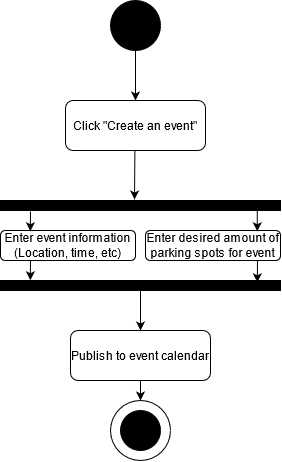 Click "Create an event"
Enter event information
(Location, time, etc)
Enter desired amount of
parking spots for event
Publish to event calendar